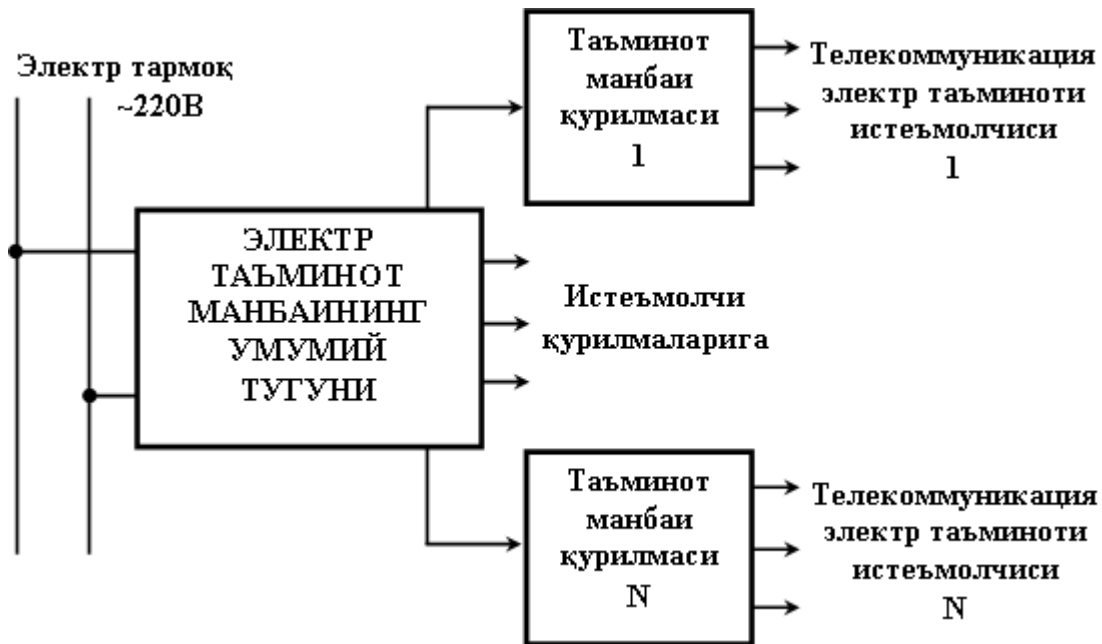 Электр тармоқ
~220В
Таъминот
манбаи
қурилмаси
1
Телекоммуникация
электр таъминоти
истеъмолчиси
1
ЭЛЕКТР
ТАЪМИНОТ
МАНБАИНИНГ
УМУМИЙ
ТУГУНИ
Истеъмолчи
қурилмаларига
Таъминот
манбаи
қурилмаси
N
Телекоммуникация
электр таъминоти
истеъмолчиси
N